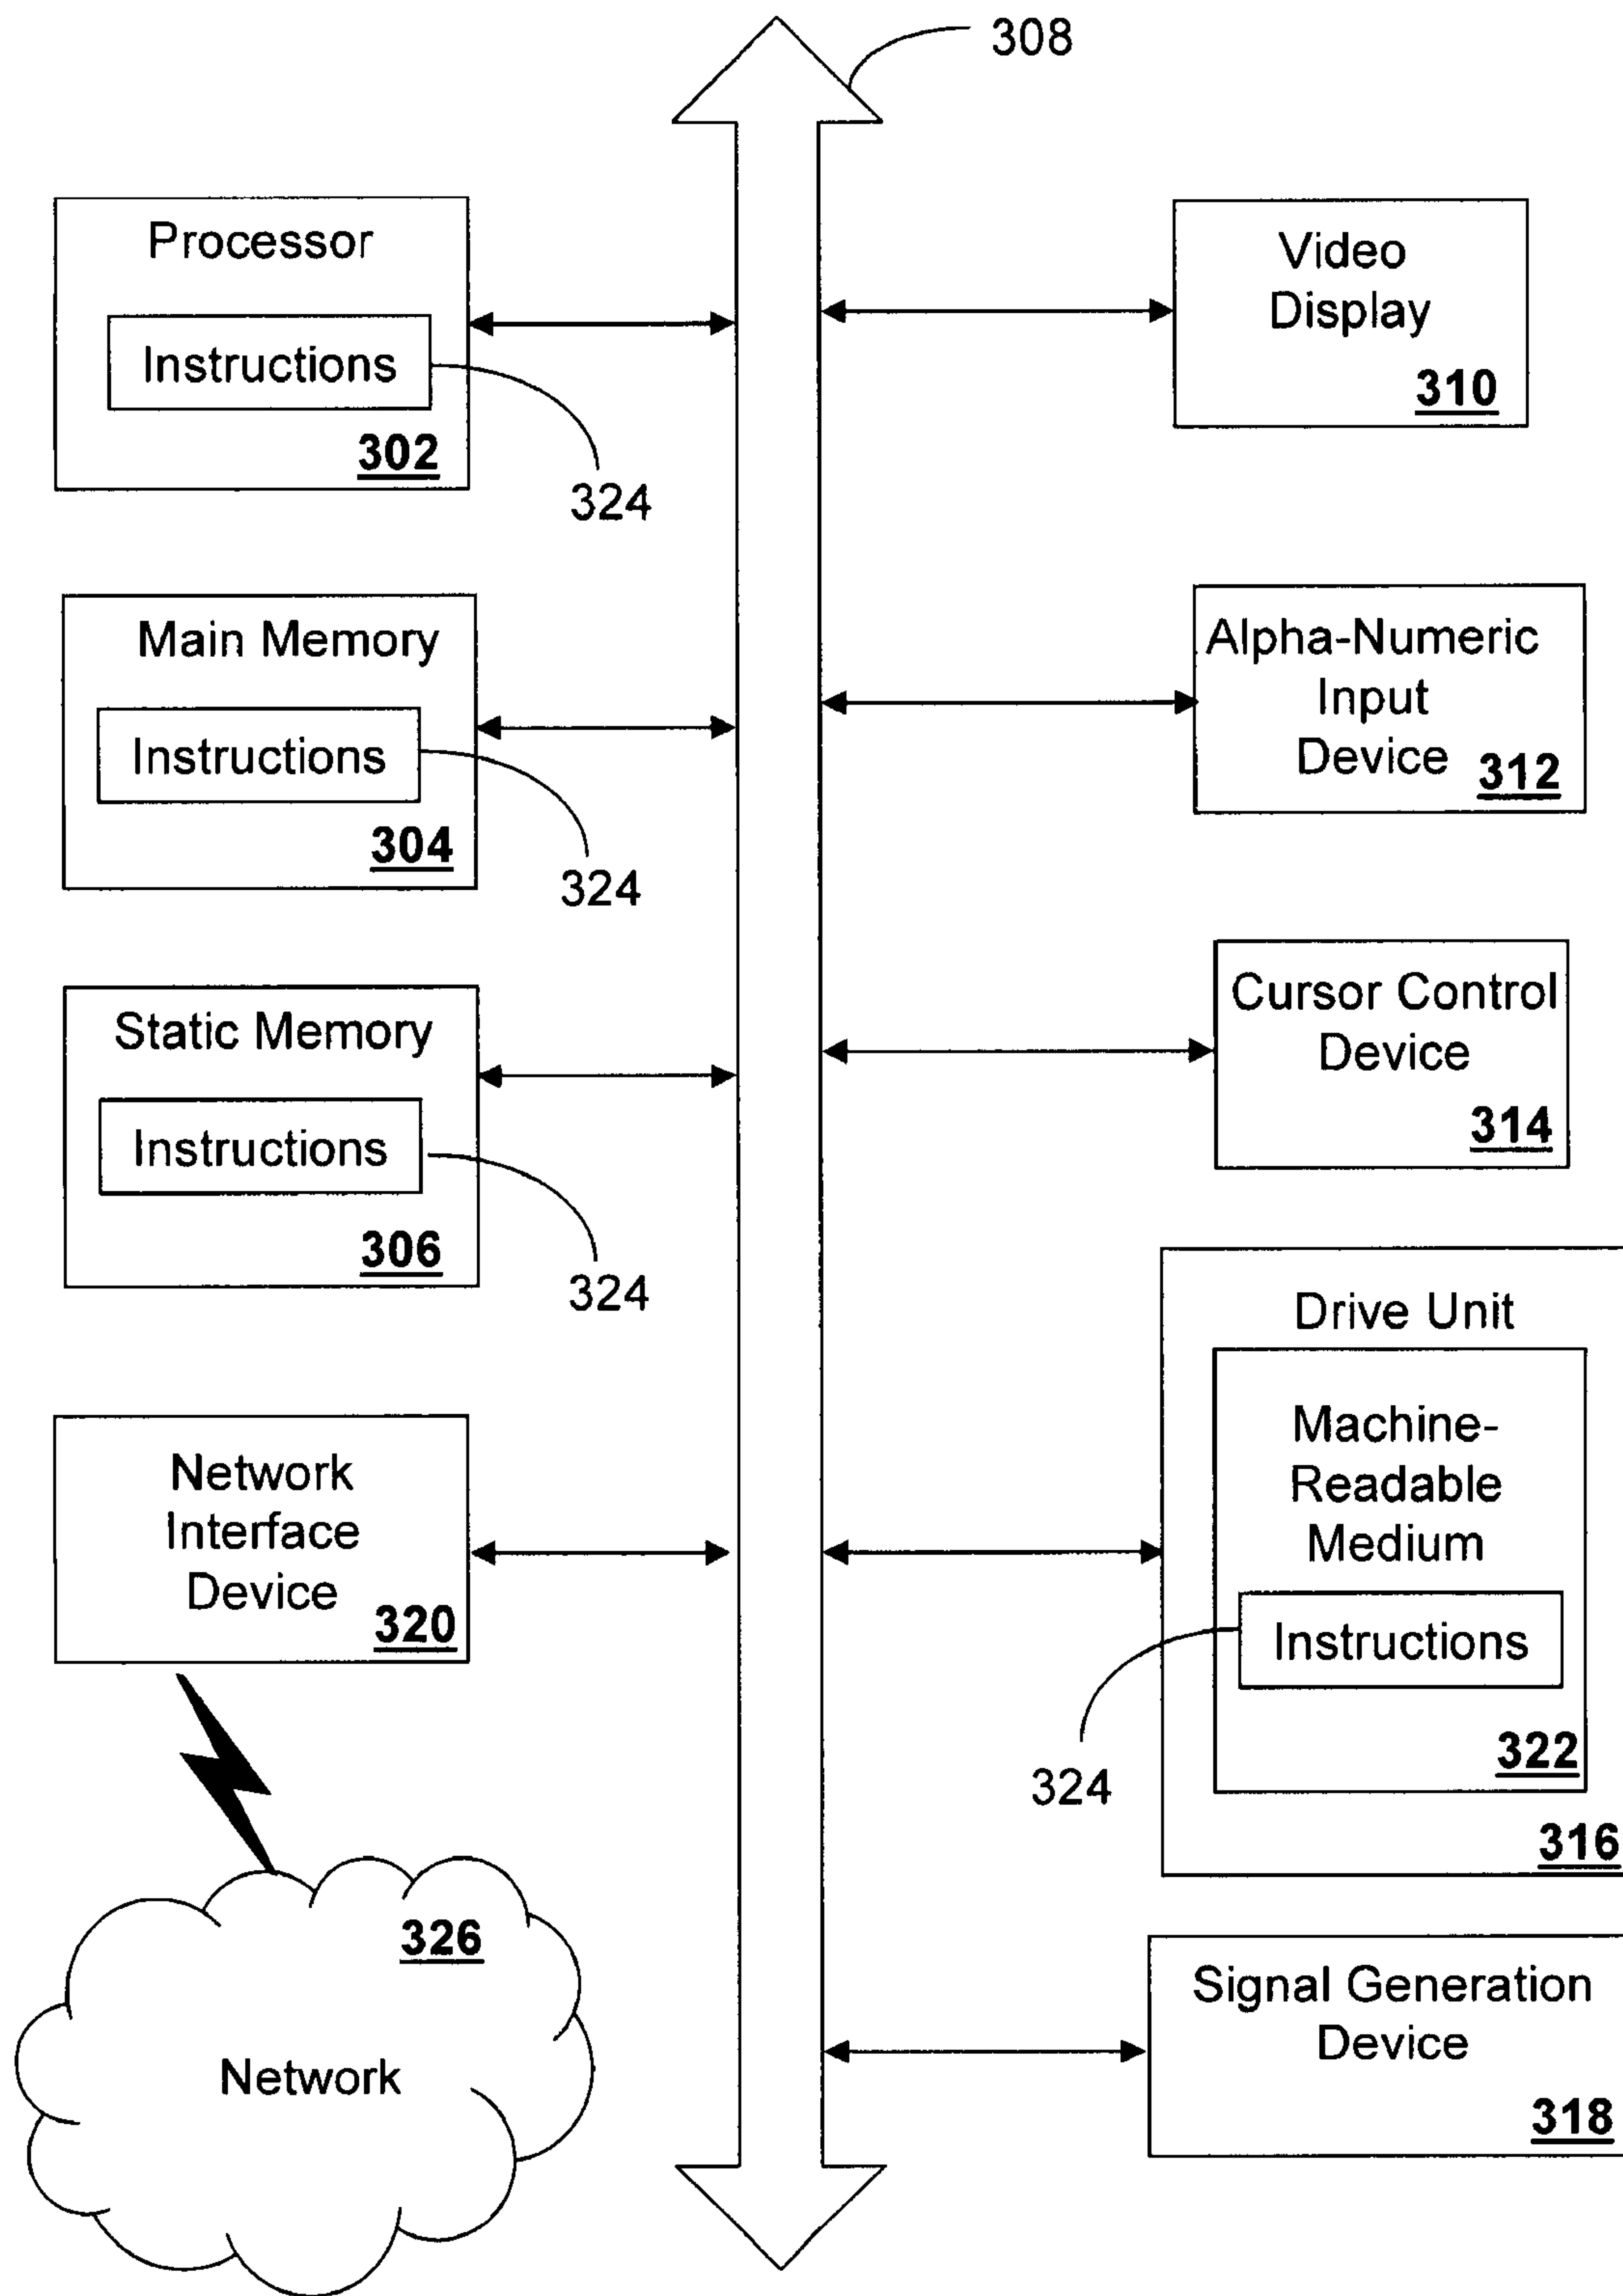 308
Processor
Instructions
302
324
Main Memory
Instructions
304
324
Static Memory
Instructions
306
324
Network
Interface
Device
320
326
Network
Video
Display
310
Alpha-Numeric
Input
Device
312
Cursor Control
Device
314
Drive Unit
Machine-
Readable
Medium
Instructions
324
322
316
Signal Generation
Device
318